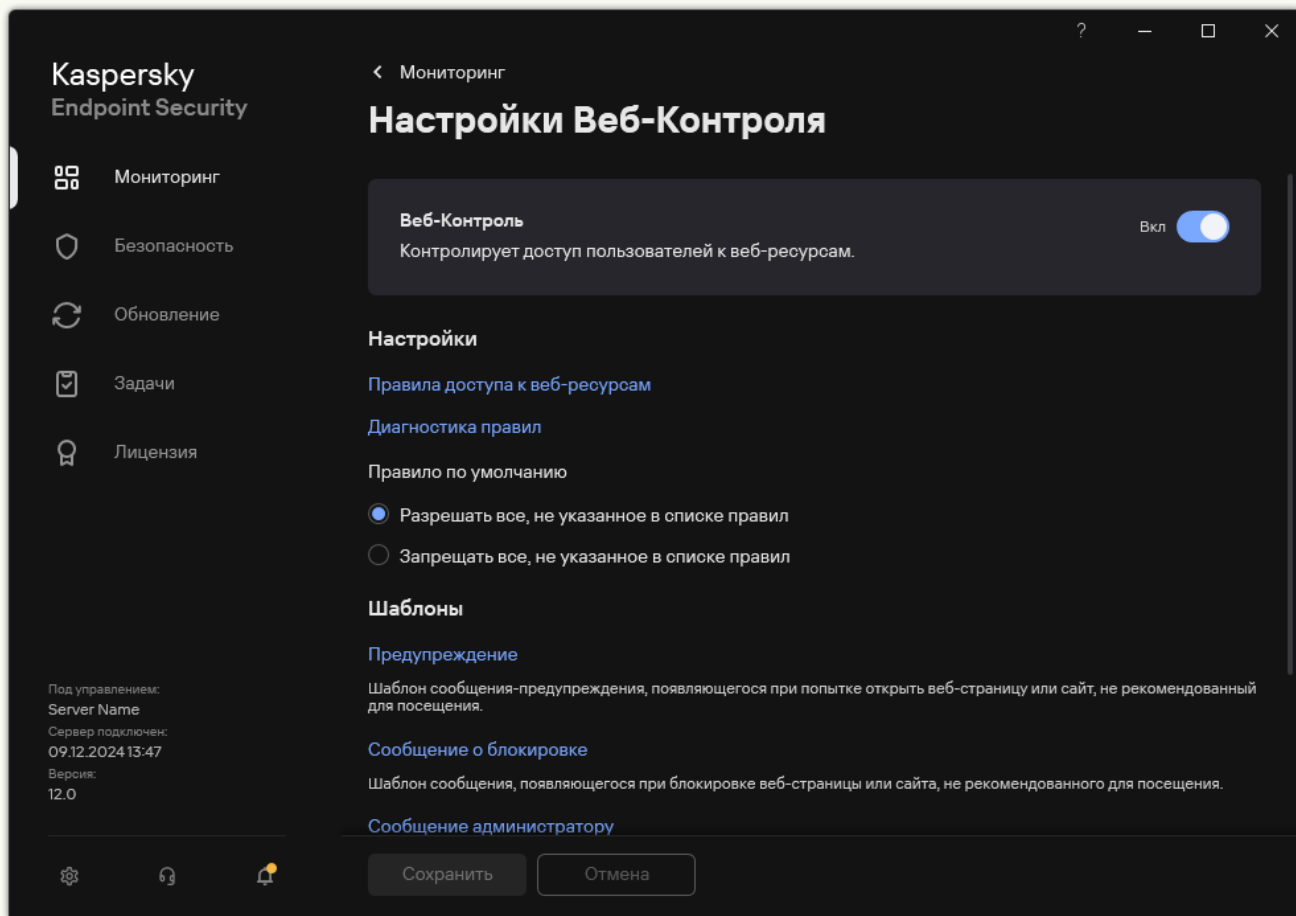 Kaspersky
Endpoint Security
Мониторинг
Безопасность
Обновление
Задачи
Лицензия
Под управлением:
Server Name
Сервер подключен:
09.12.2024 13:47
Версия:
12.0
?
Мониторинг
Настройки Веб-Контроля
Веб-Контроль
Контролирует доступ пользователей к веб-ресурсам.
Вкл
Настройки
Правила доступа к веб-ресурсам
Диагностика правил
Правило по умолчанию
Разрешать все, не указанное в списке правил
Запрещать все, не указанное в списке правил
Шаблоны
Предупреждение
Шаблон сообщения-предупреждения, появляющегося при попытке открыть веб-страницу или сайт, не рекомендованный
для посещения.
Сообщение о блокировке
Шаблон сообщения, появляющегося при блокировке веб-страницы или сайта, не рекомендованного для посещения.
Сообщение администратору
Сохранить
Отмена